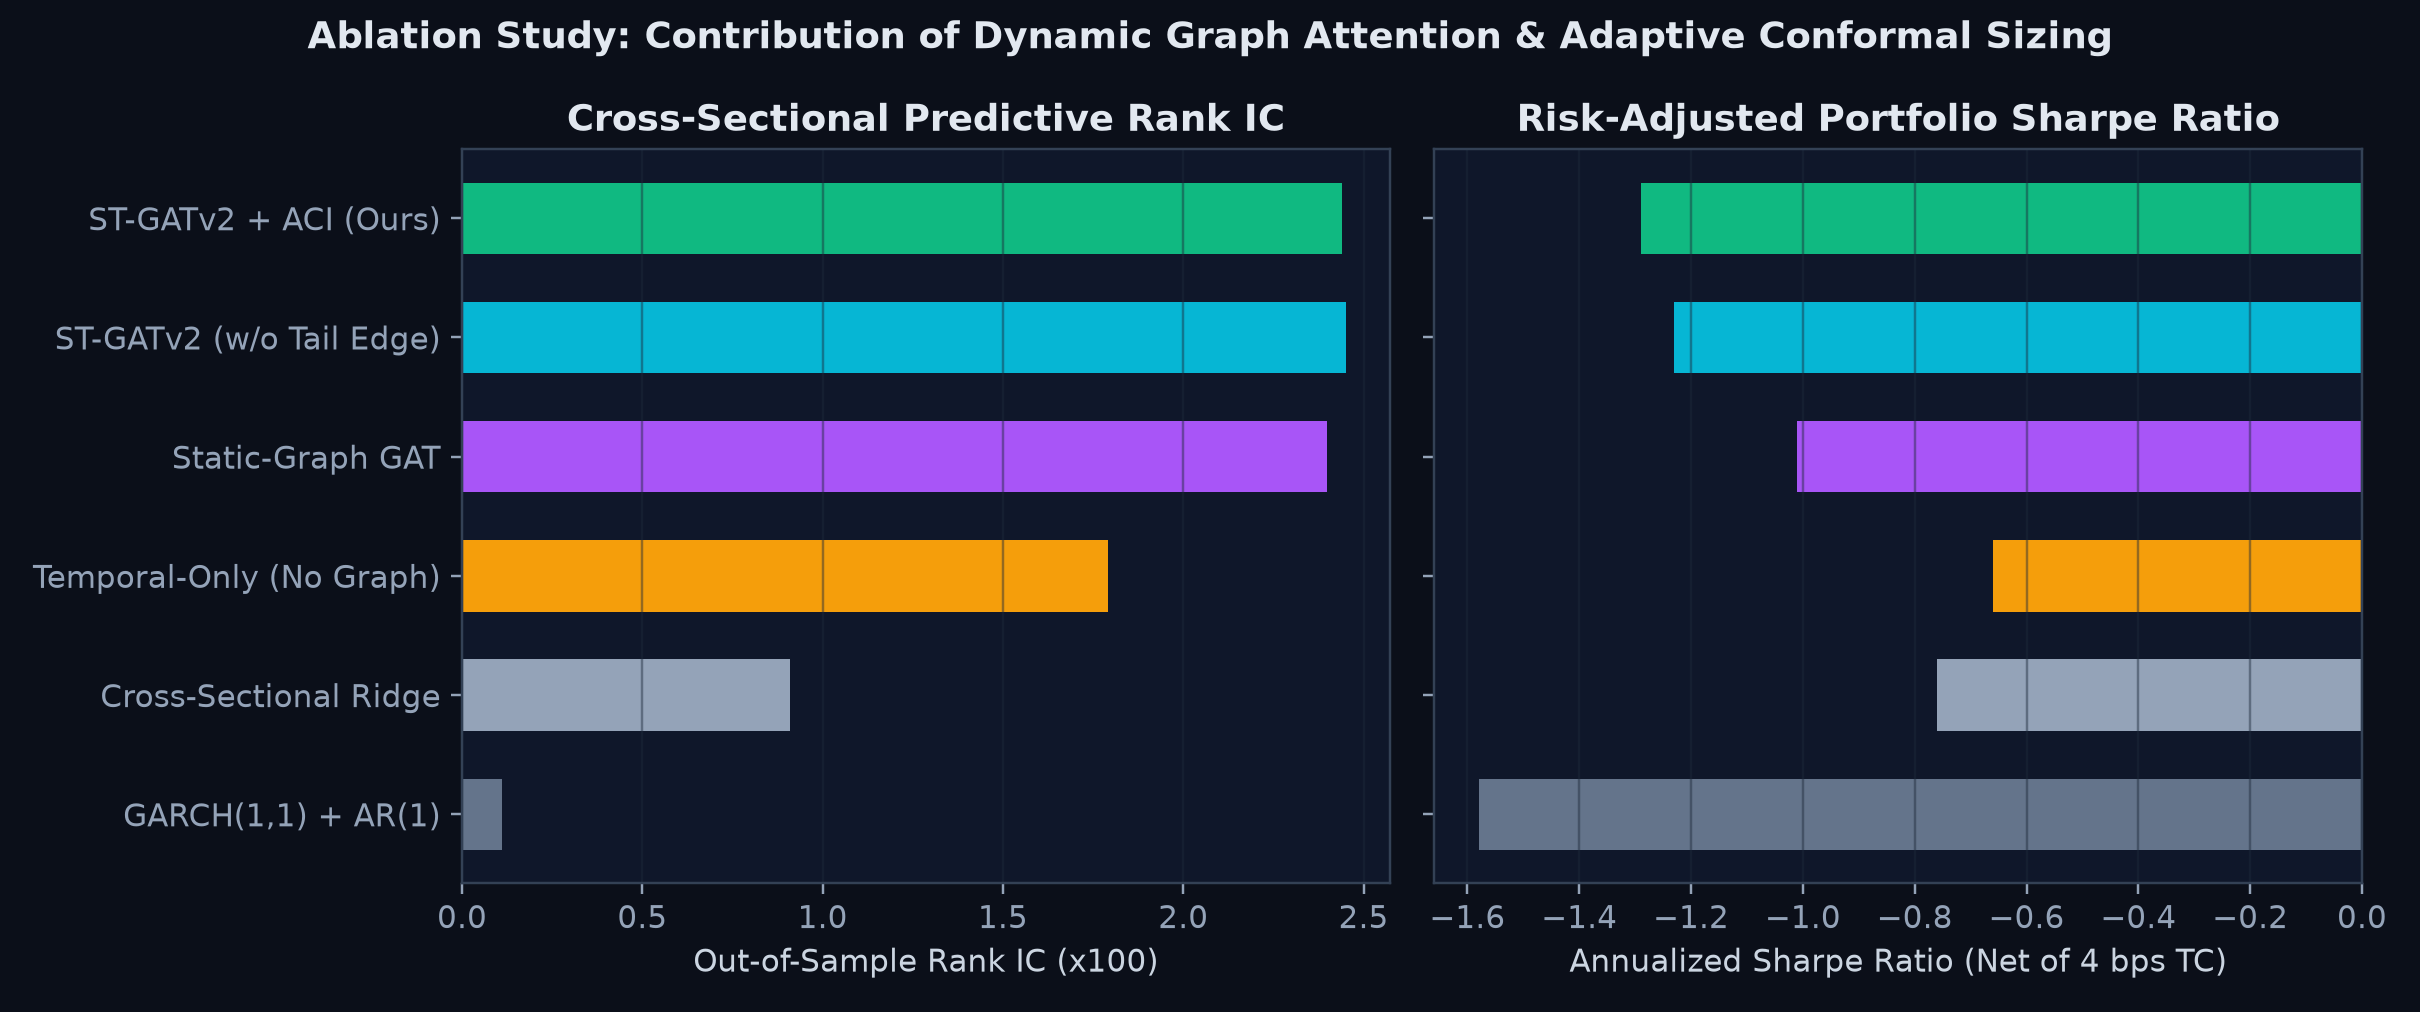 Ablation Study: Contribution of Dynamic Graph Attention & Adaptive Conformal Sizing
Cross-Sectional Predictive Rank IC
ST-GATv2 + ACI (Ours)
ST-GATv2 (w/o Tail Edge)
Static-Graph GAT
Temporal-Only (No Graph)
Cross-Sectional Ridge
GARCH(1,1) + AR(1)
0.0 0.5 1.0 1.5 2.0 2.5
Out-of-Sample Rank IC (x100)
Risk-Adjusted Portfolio Sharpe Ratio
−1.6 −1.4 −1.2 −1.0 −0.8 −0.6 −0.4 −0.2 0.0
Annualized Sharpe Ratio (Net of 4 bps TC)